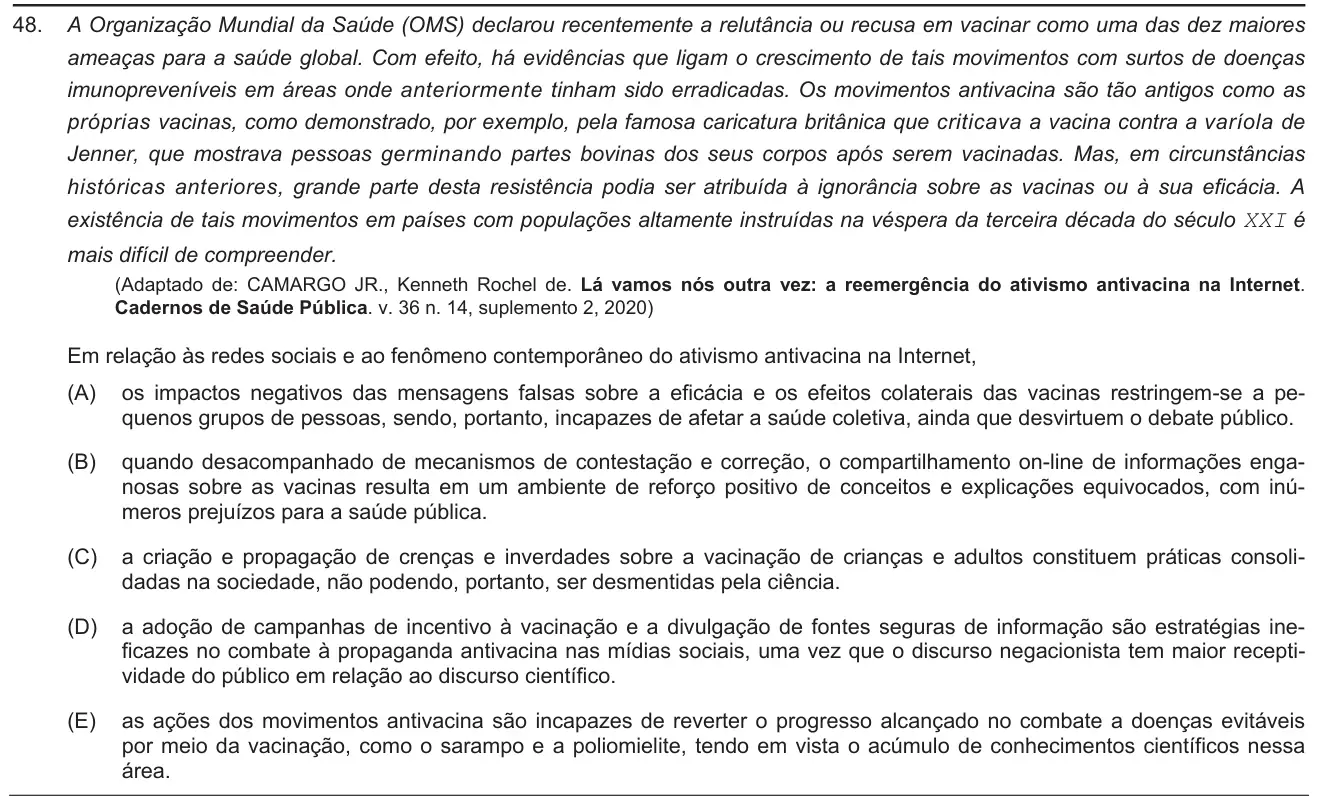 48. A Organização Mundial da Saúde (OMS) declarou recentemente a relutância ou recusa em vacinar como uma das dez maiores
ameaças para a saúde global. Com efeito, há evidências que ligam o crescimento de tais movimentos com surtos de doenças
imunopreveníveis em áreas onde anteriormente tinham sido erradicadas. Os movimentos antivacina são tão antigos como as
próprias vacinas, como demonstrado, por exemplo, pela famosa caricatura britânica que criticava a vacina contra a varíola de
Jenner, que mostrava pessoas germinando partes bovinas dos seus corpos após serem vacinadas. Mas, em circunstâncias
históricas anteriores, grande parte desta resistência podia ser atribuída à ignorância sobre as vacinas ou à sua eficácia. A
existência de tais movimentos em países com populações altamente instruídas na véspera da terceira década do século XXI é
mais difícil de compreender.
(Adaptado de: CAMARGO JR., Kenneth Rochel de. Lá vamos nós outra vez: a reemergência do ativismo antivacina na Internet.
Cadernos de Saúde Pública. v. 36 n. 14, suplemento 2, 2020)
Em relação às redes sociais e ao fenômeno contemporâneo do ativismo antivacina na Internet,
(A) os impactos negativos das mensagens falsas sobre a eficácia e os efeitos colaterais das vacinas restringem-se a pe-
quenos grupos de pessoas, sendo, portanto, incapazes de afetar a saúde coletiva, ainda que desvirtuem o debate público.
(B) quando desacompanhado de mecanismos de contestação e correção, o compartilhamento on-line de informações enga-
nosas sobre as vacinas resulta em um ambiente de reforço positivo de conceitos e explicações equivocados, com inú-
meros prejuízos para a saúde pública.
(C) a criação e propagação de crenças e inverdades sobre a vacinação de crianças e adultos constituem práticas consoli-
dadas na sociedade, não podendo, portanto, ser desmentidas pela ciência.
(D) a adoção de campanhas de incentivo à vacinação e a divulgação de fontes seguras de informação são estratégias ine-
ficazes no combate à propaganda antivacina nas mídias sociais, uma vez que o discurso negacionista tem maior recepti-
vidade do público em relação ao discurso científico.
(E) as ações dos movimentos antivacina são incapazes de reverter o progresso alcançado no combate a doenças evitáveis
por meio da vacinação, como o sarampo e a poliomielite, tendo em vista o acúmulo de conhecimentos científicos nessa
área.